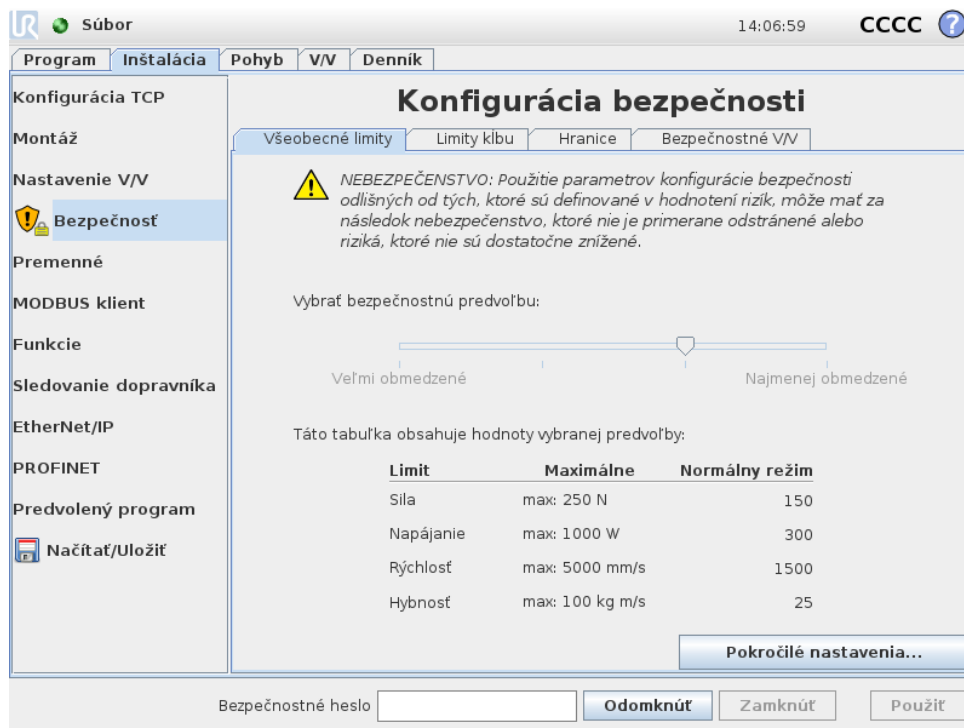 UR Súbor 14:06:59 CCCC ?
Program Inštalácia Pohyb V/V Denník
Konfigurácia TCP
Montáž
Nastavenie V/V
Bezpečnosť
Premenné
MODBUS klient
Funkcie
Sledovanie dopravníka
EtherNet/IP
PROFINET
Predvolený program
Načítať/Uložiť
Konfigurácia bezpečnosti
Všeobecné limity Limity kĺbu Hranice Bezpečnostné V/V
NEBEZPEČENSTVO: Použitie parametrov konfigurácie bezpečnosti
odlišných od tých, ktoré sú definované v hodnotení rizík, môže mať za
následok nebezpečenstvo, ktoré nie je primerane odstránené alebo
riziká, ktoré nie sú dostatočne znížené.
Vybrať bezpečnostnú predvoľbu:
Veľmi obmedzené Najmenej obmedzené
Táto tabuľka obsahuje hodnoty vybranej predvoľby:
Limit Maximálne Normálny režim
Sila max: 250 N 150
Napájanie max: 1000 W 300
Rýchlosť max: 5000 mm/s 1500
Hybnosť max: 100 kg m/s 25
Pokročilé nastavenia...
Bezpečnostné heslo Odomknúť Zamknúť Použiť